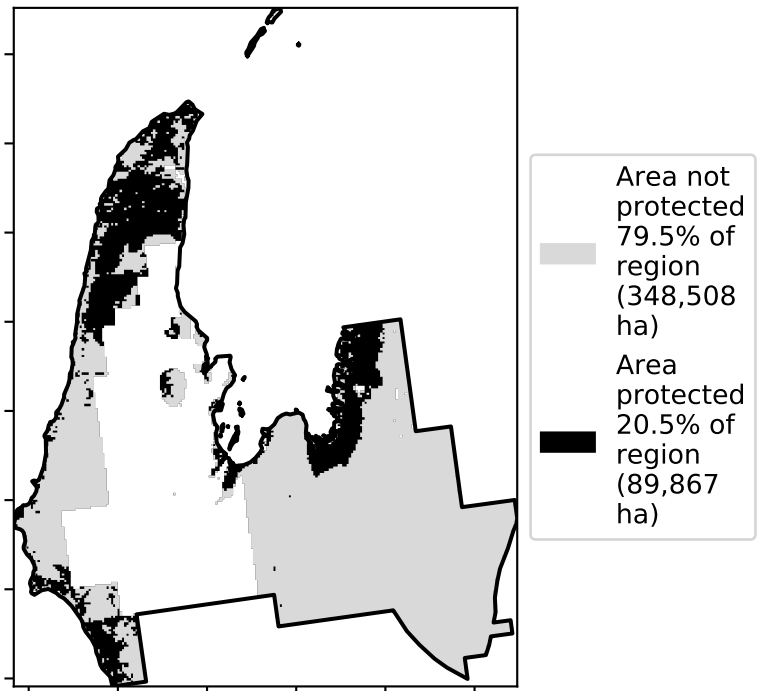 Area not
protected
79.5% of
region
(348,508
ha)
Area
protected
20.5% of
region
(89,867
ha)